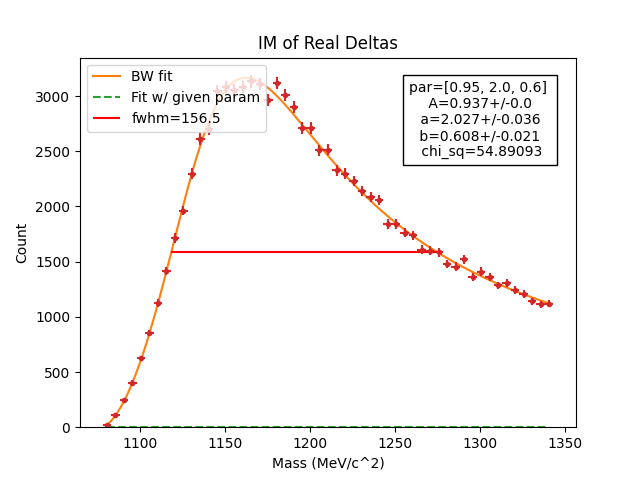 IM of Real Deltas
BW fit
Fit w/ given param
fwhm=156.5
par=[0.95, 2.0, 0.6]
A=0.937+/-0.0
a=2.027+/-0.036
b=0.608+/-0.021
chi_sq=54.89093
Count
3000
2500
2000
1500
1000
500
0
1100
1150
1200
1250
1300
1350
Mass (MeV/c^2)